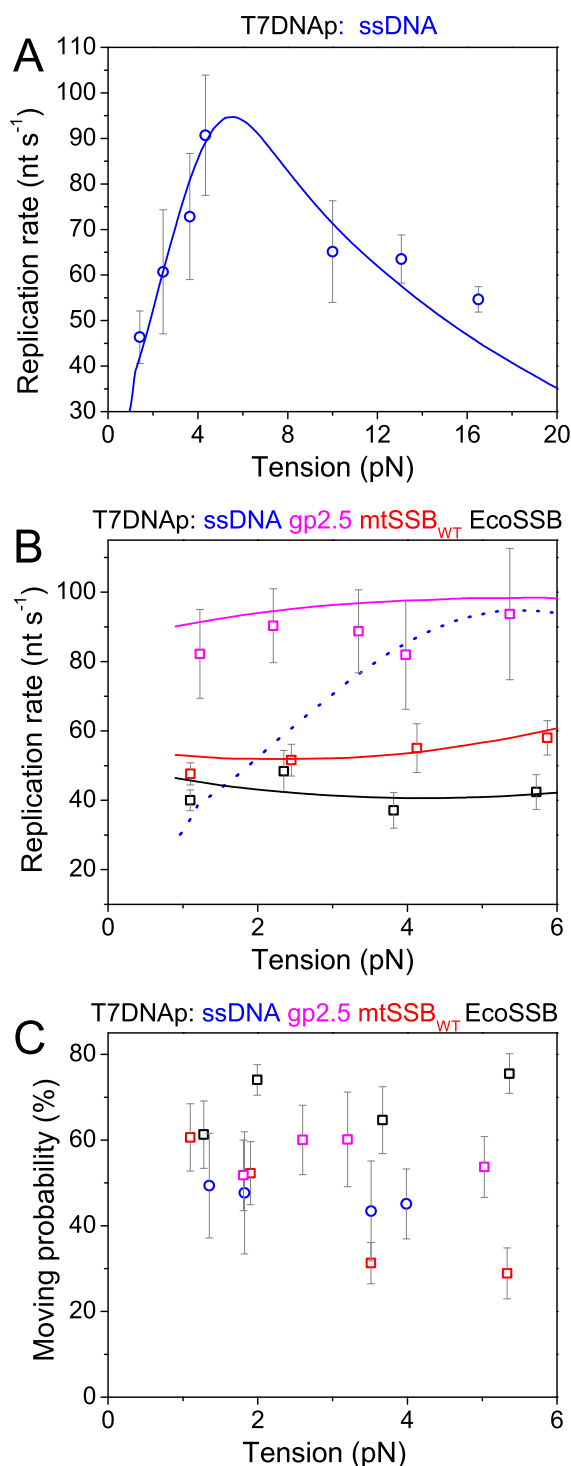 T7DNAp: ssDNA
A
110
100
90
80
70
60
50
40
30
Replication rate (nt s-1)
0 4 8 12 16 20
Tension (pN)
T7DNAp: ssDNA gp2.5 mtSSBWT EcoSSB
B
100
80
60
40
20
Replication rate (nt s-1)
0 2 4 6
Tension (pN)
T7DNAp: ssDNA gp2.5 mtSSBWT EcoSSB
C
80
60
40
20
0
Moving probability (%)
0 2 4 6
Tension (pN)